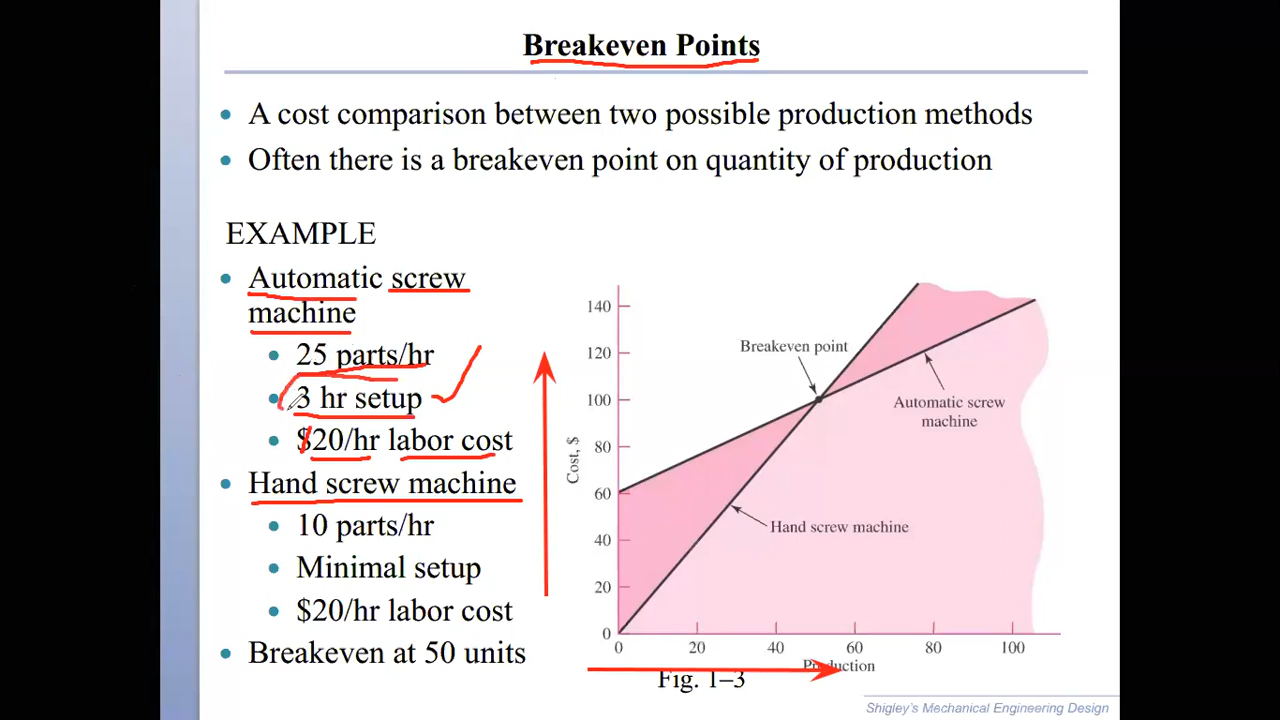 Breakeven Points
• A cost comparison between two possible production methods
• Often there is a breakeven point on quantity of production
EXAMPLE
• Automatic screw
machine
• 25 parts/hr
• 3 hr setup
• $20/hr labor cost
• Hand screw machine
• 10 parts/hr
• Minimal setup
• $20/hr labor cost
• Breakeven at 50 units
140
120
100
80
60
40
20
0
Cost, $
Breakeven point
Automatic screw
machine
Hand screw machine
0 20 40 60 80 100
Production
Fig. 1–3
Shigley's Mechanical Engineering Design